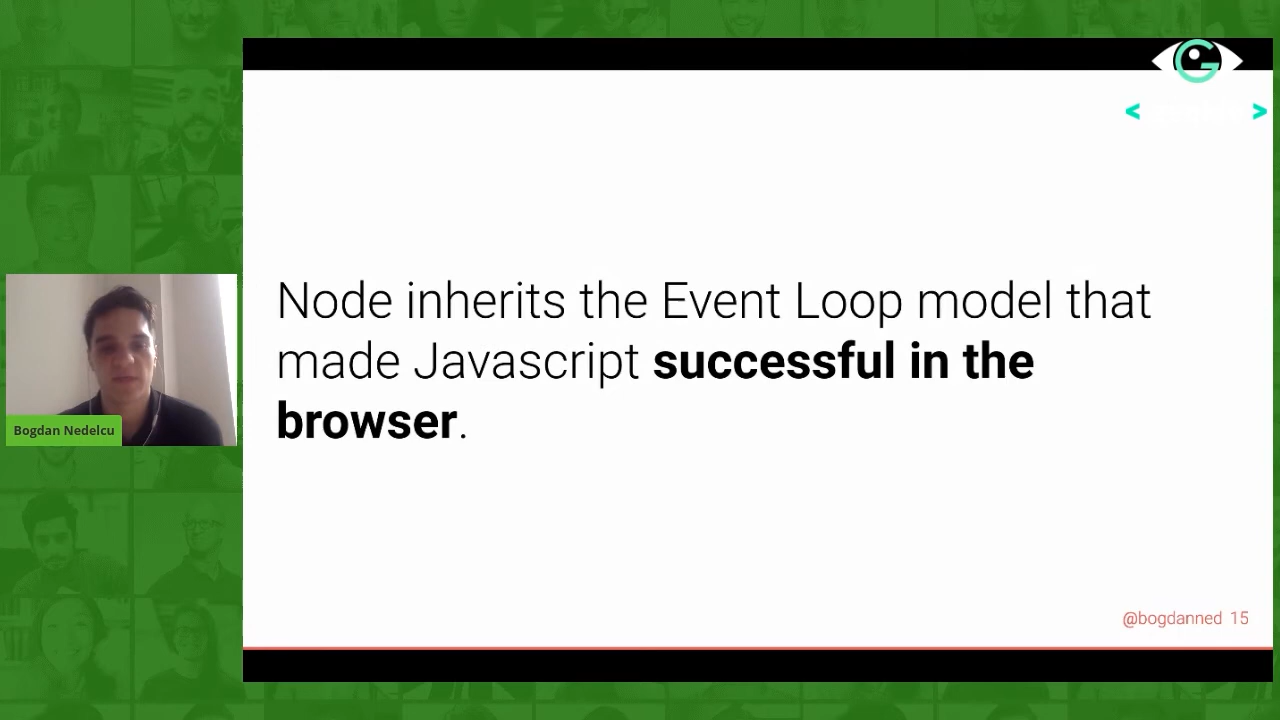 < >
Node inherits the Event Loop model that
made Javascript successful in the
browser.
Bogdan Nedelcu
@bogdanned 15